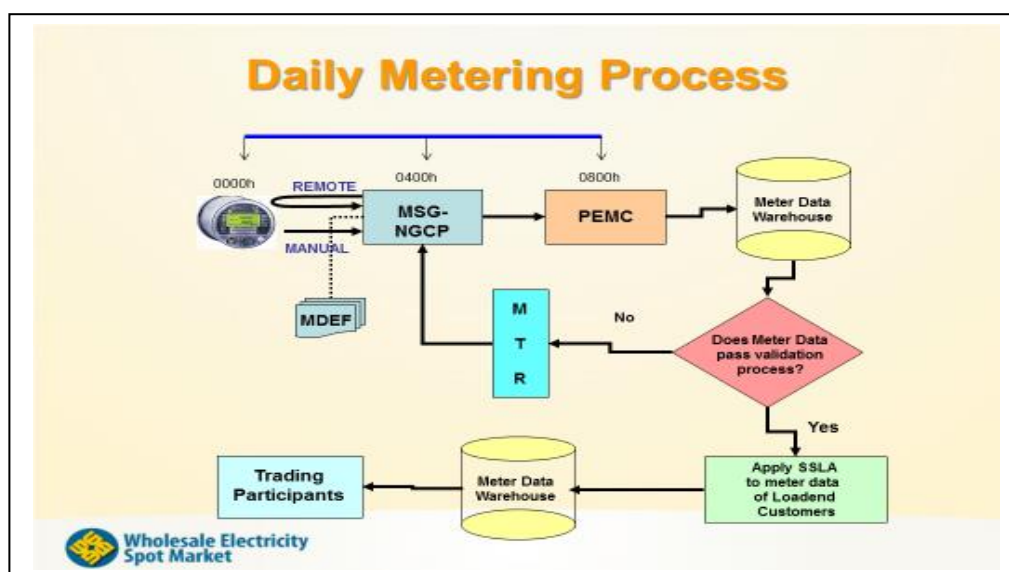 Daily Metering Process
0000h
0400h
0800h
REMOTE
MANUAL
MSG-
NGCP
PEMC
Meter Data
Warehouse
MDEF
M
T
R
No
Does Meter Data
pass validation
process?
Yes
Trading
Participants
Meter Data
Warehouse
Apply SSLA
to meter data
of Loadend
Customers
Wholesale Electricity
Spot Market